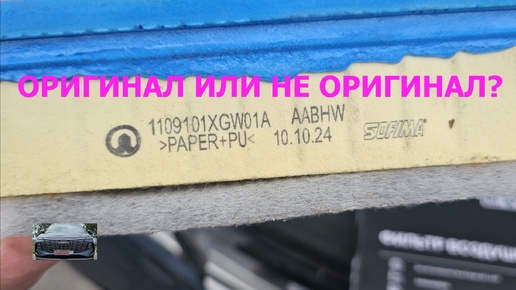 ОРИГИНАЛ ИЛИ НЕ ОРИГИНАЛ?
1109101XGW01A AABHW
>PAPER+PU< 10.10.24 SOFIMA
ФИЛЬТР ВОЗДУШ